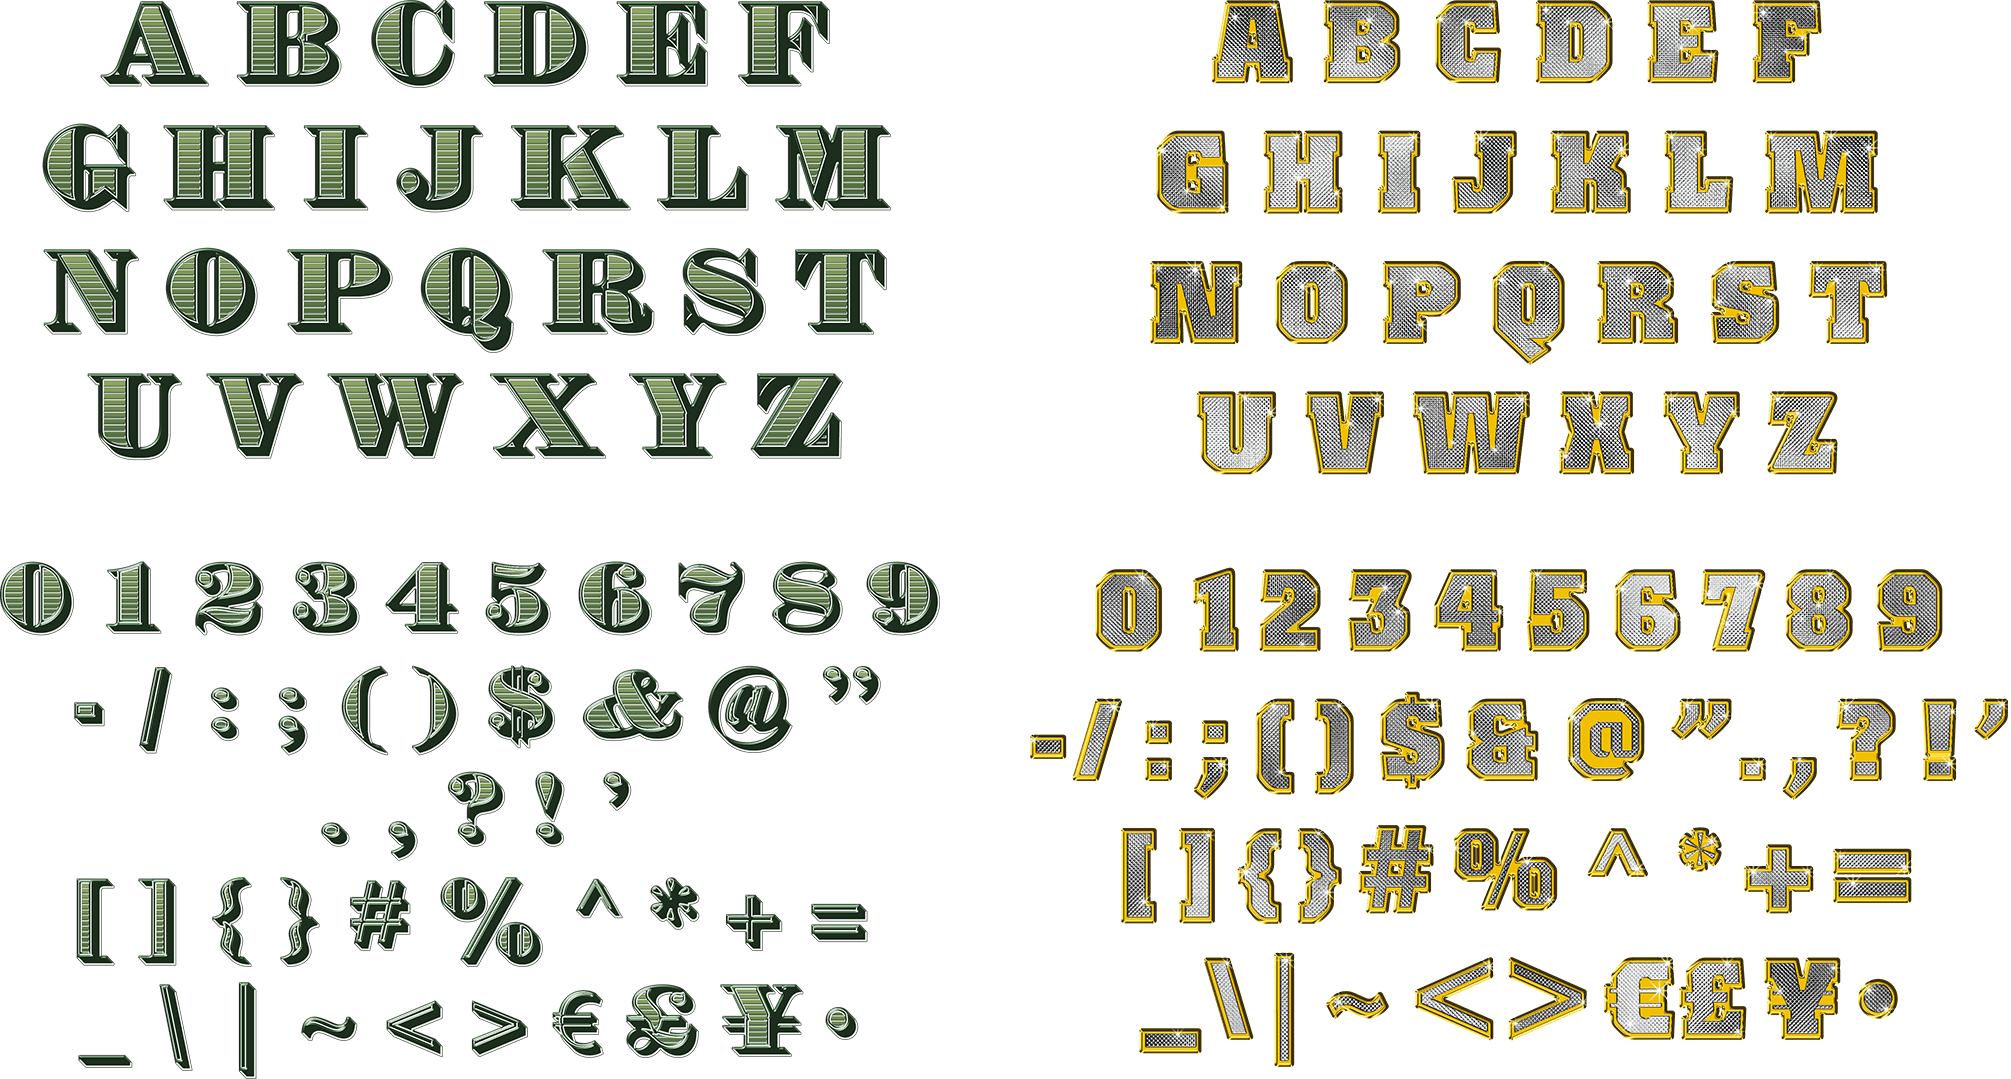 ABCDEF
GHIJKLM
NOPQRST
UVWXYZ
0123456789
-/:;()$&@”
.,?!’
[]{}#%^*+=
_\|~<>€£¥•
ABCDEF
GHIJKLM
NOPQRST
UVWXYZ
0123456789
-/:;()$&@”.,?!’
[]{}#%^*+=
_\|~<>€£¥•